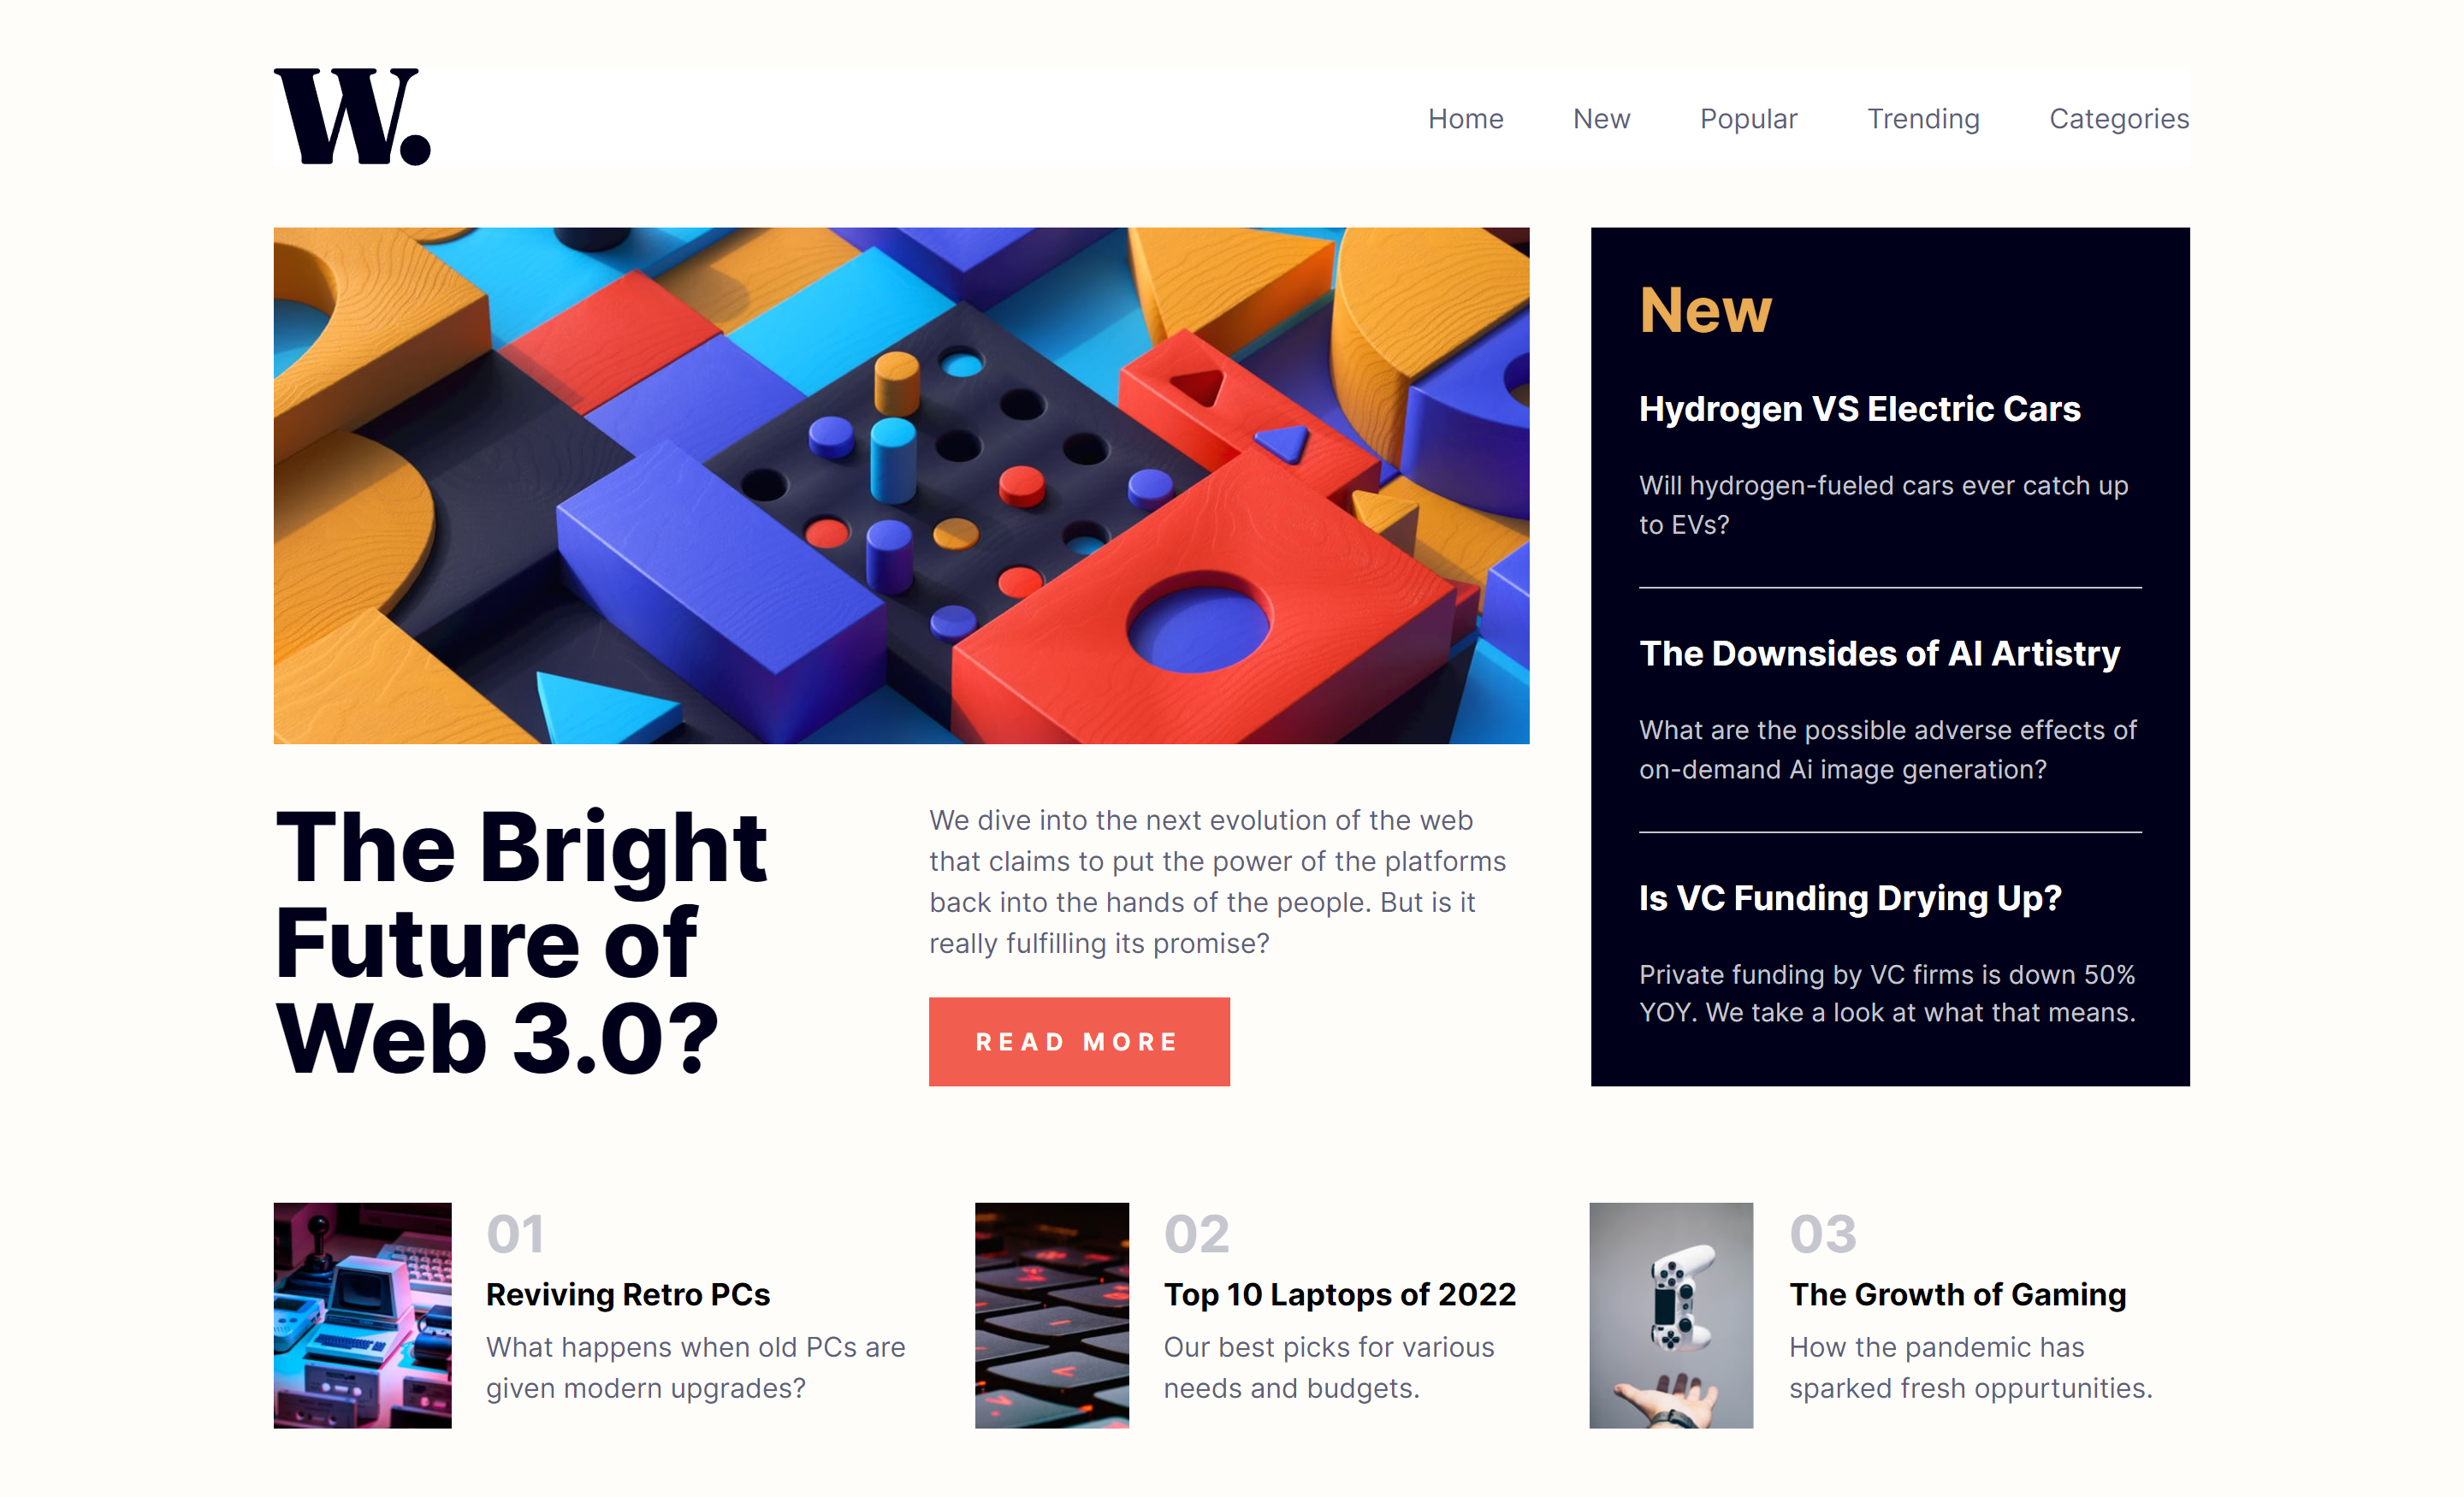 W.
Home New Popular Trending Categories
New
Hydrogen VS Electric Cars
Will hydrogen-fueled cars ever catch up
to EVs?
The Downsides of AI Artistry
What are the possible adverse effects of
on-demand Ai image generation?
Is VC Funding Drying Up?
Private funding by VC firms is down 50%
YOY. We take a look at what that means.
The Bright
Future of
Web 3.0?
We dive into the next evolution of the web
that claims to put the power of the platforms
back into the hands of the people. But is it
really fulfilling its promise?
READ MORE
01
Reviving Retro PCs
What happens when old PCs are
given modern upgrades?
02
Top 10 Laptops of 2022
Our best picks for various
needs and budgets.
03
The Growth of Gaming
How the pandemic has
sparked fresh oppurtunities.